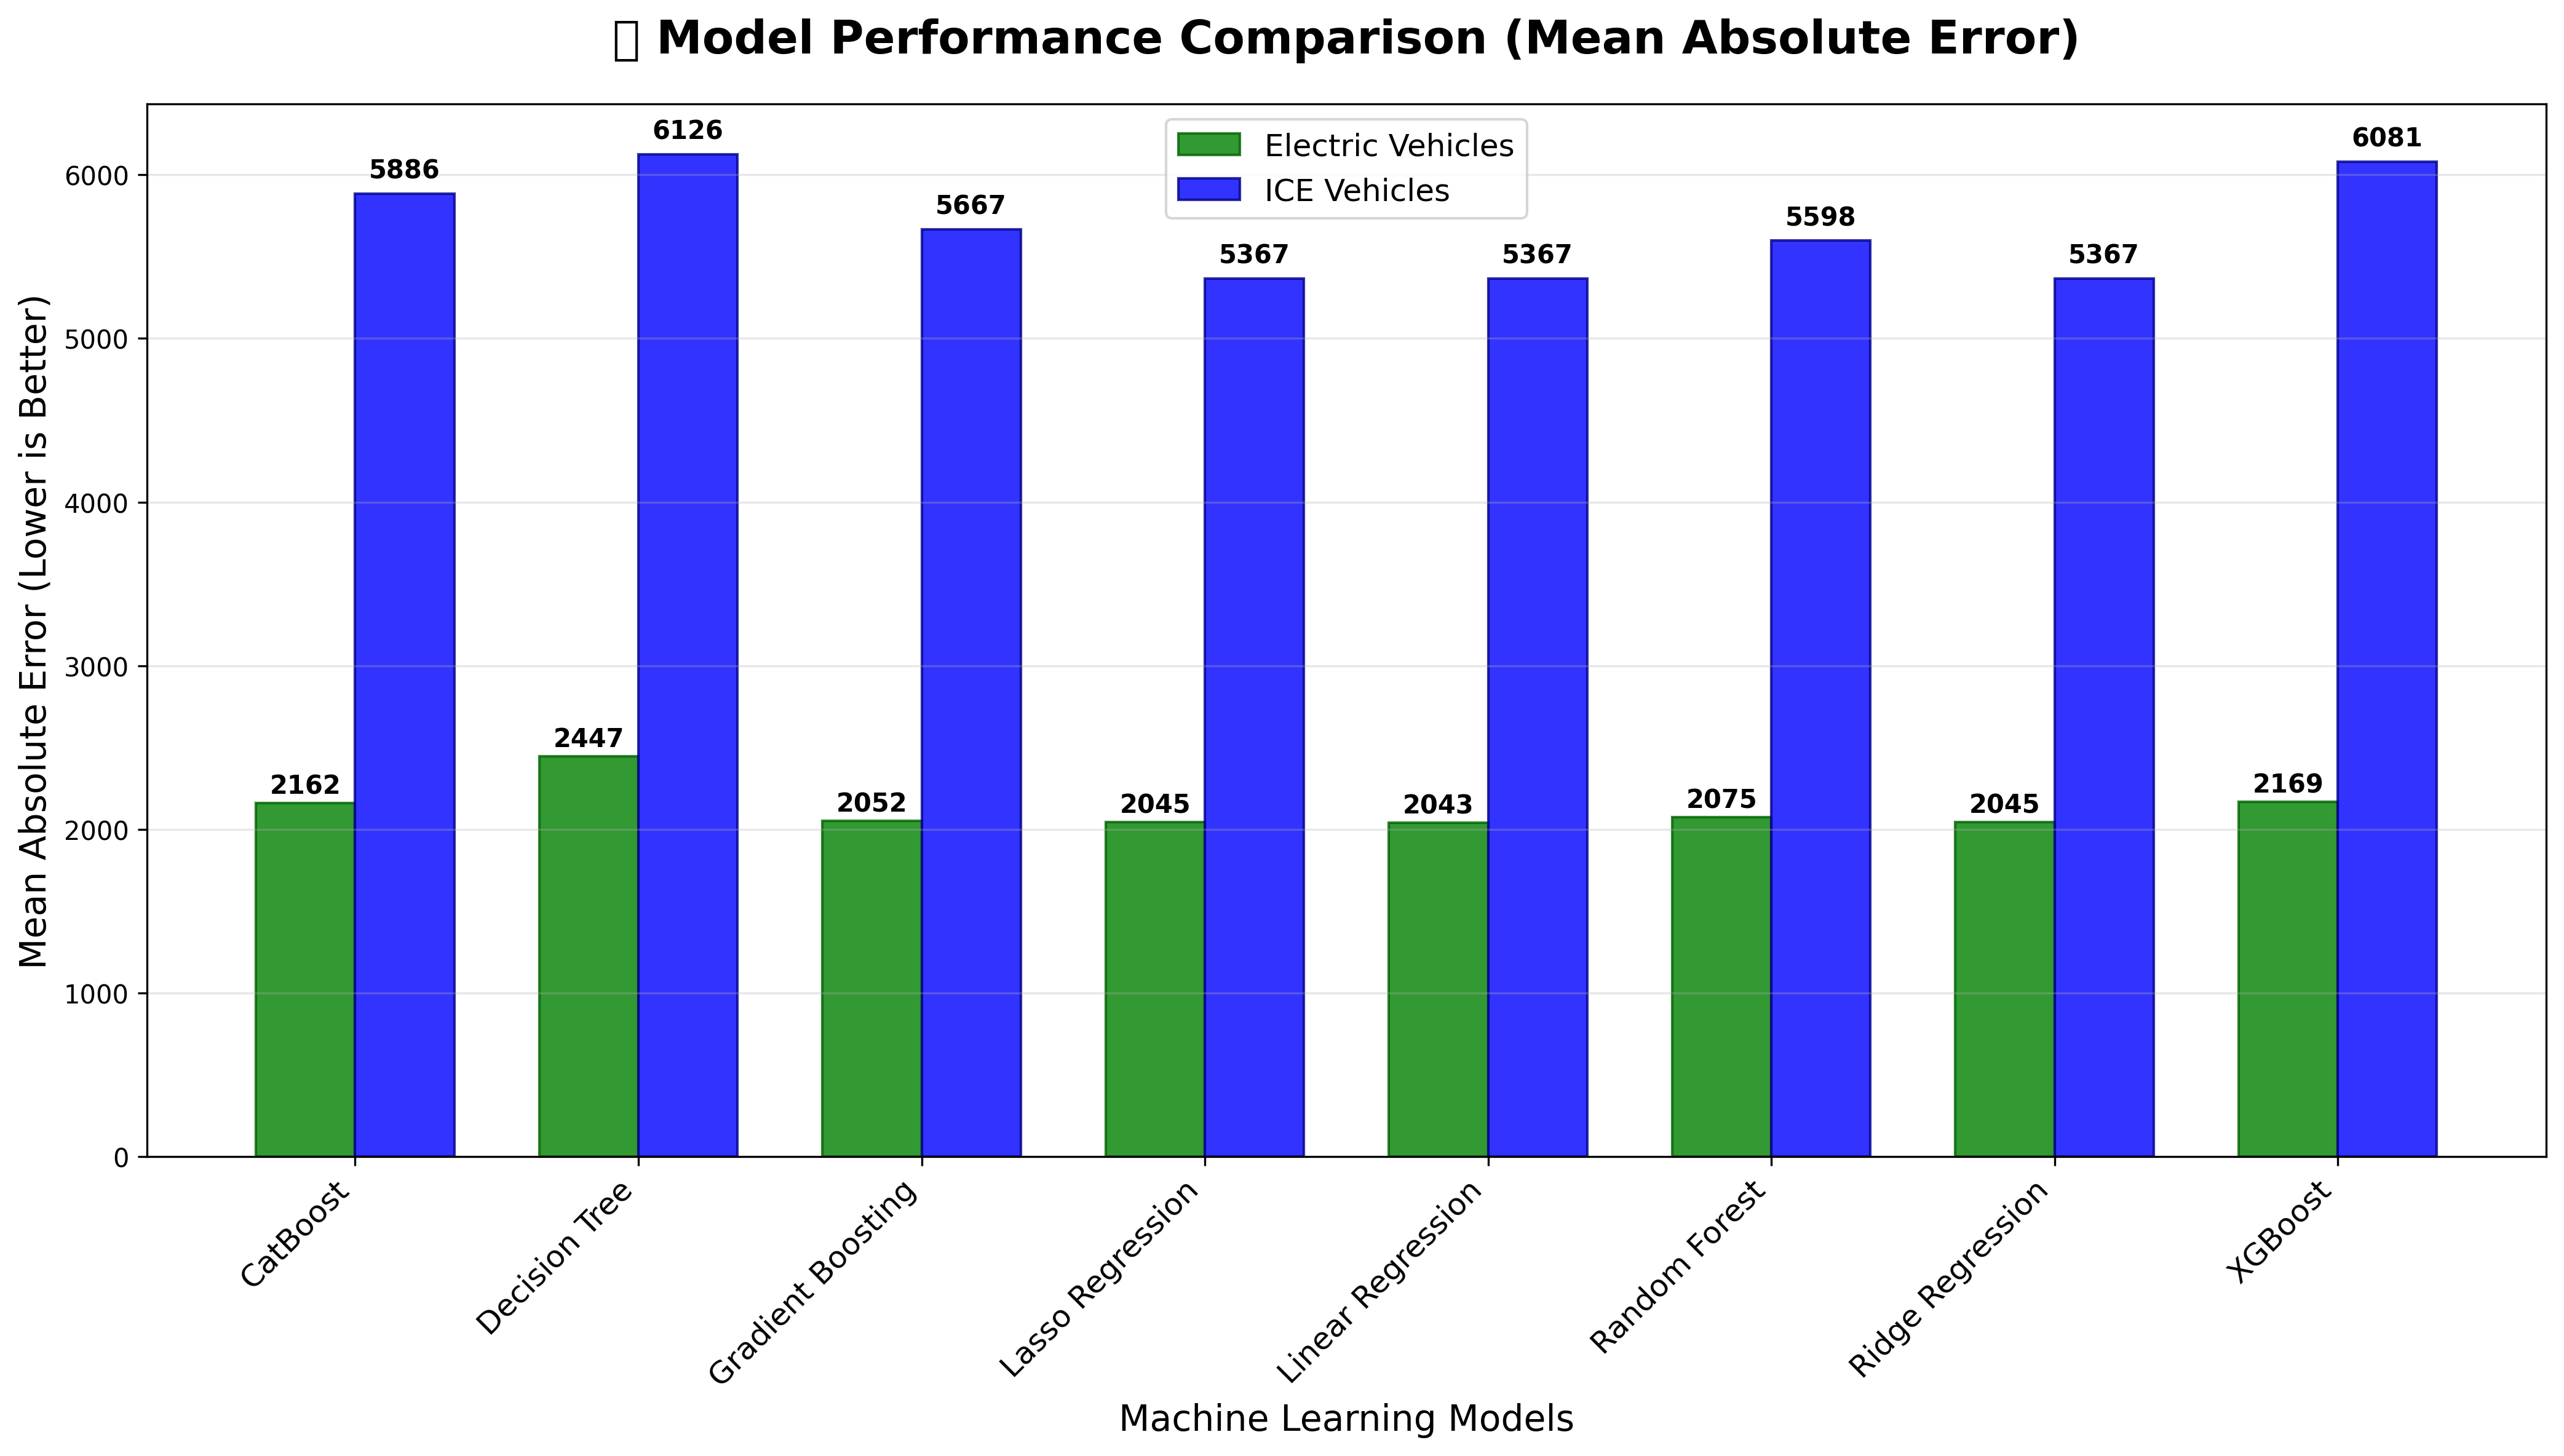 Model Performance Comparison (Mean Absolute Error)
Electric Vehicles
ICE Vehicles
Mean Absolute Error (Lower is Better)
6000
5000
4000
3000
2000
1000
0
2162
5886
2447
6126
2052
5667
2045
5367
2043
5367
2075
5598
2045
5367
2169
6081
CatBoost
Decision Tree
Gradient Boosting
Lasso Regression
Linear Regression
Random Forest
Ridge Regression
XGBoost
Machine Learning Models